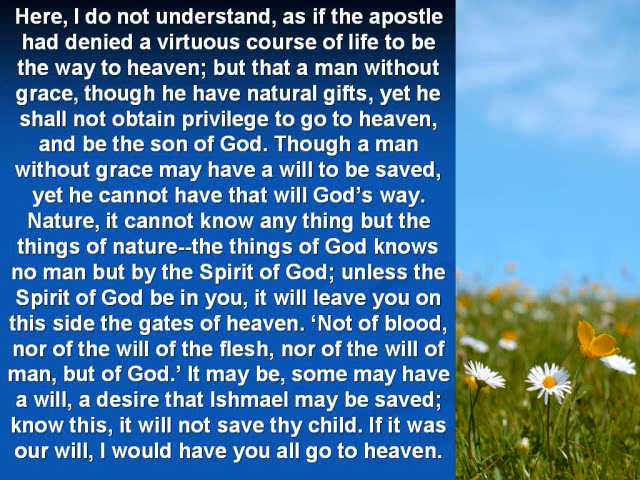 Here, I do not understand, as if the apostle
had denied a virtuous course of life to be
the way to heaven; but that a man without
grace, though he have natural gifts, yet he
shall not obtain privilege to go to heaven,
and be the son of God. Though a man
without grace may have a will to be saved,
yet he cannot have that will God’s way.
Nature, it cannot know any thing but the
things of nature--the things of God knows
no man but by the Spirit of God; unless the
Spirit of God be in you, it will leave you on
this side the gates of heaven. ‘Not of blood,
nor of the will of the flesh, nor of the will of
man, but of God.’ It may be, some may have
a will, a desire that Ishmael may be saved;
know this, it will not save thy child. If it was
our will, I would have you all go to heaven.